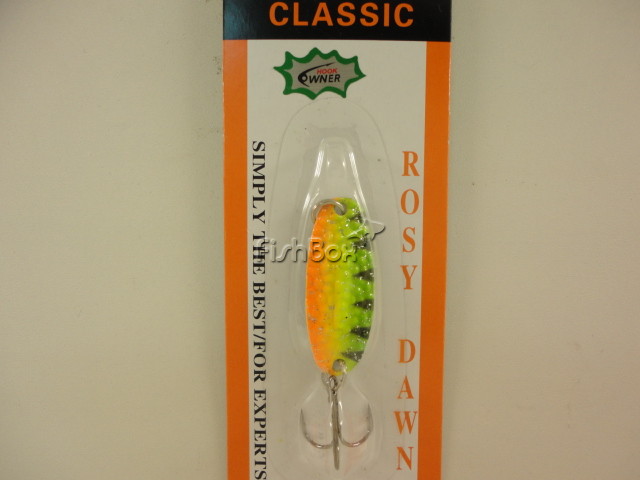 CLASSIC
HOOK
OWNER
SIMPLY THE BEST/FOR EXPERTS
ROSY DAWN
FishBox